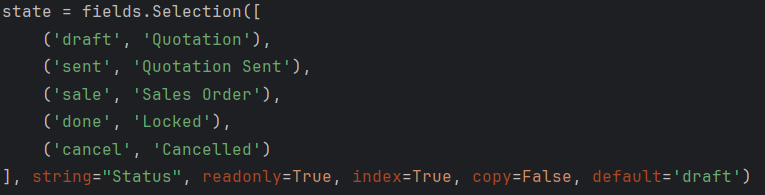 state = fields.Selection([
    ('draft', 'Quotation'),
    ('sent', 'Quotation Sent'),
    ('sale', 'Sales Order'),
    ('done', 'Locked'),
    ('cancel', 'Cancelled')
], string="Status", readonly=True, index=True, copy=False, default='draft')